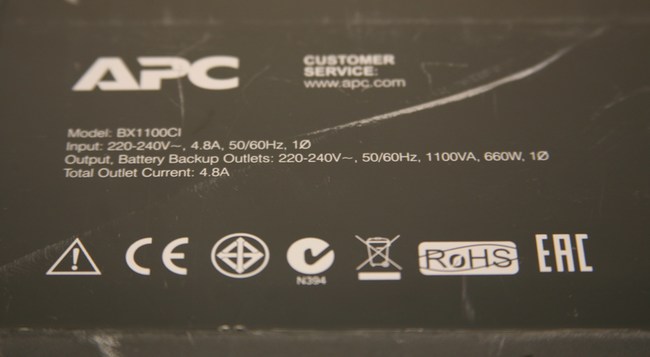 APC
CUSTOMER
SERVICE:
www.apc.com
Model: BX1100CI
Input: 220-240V~, 4.8A, 50/60Hz, 1Ø
Output, Battery Backup Outlets: 220-240V~, 50/60Hz, 1100VA, 660W, 1Ø
Total Outlet Current: 4.8A
CE
N394
RoHS
EAC